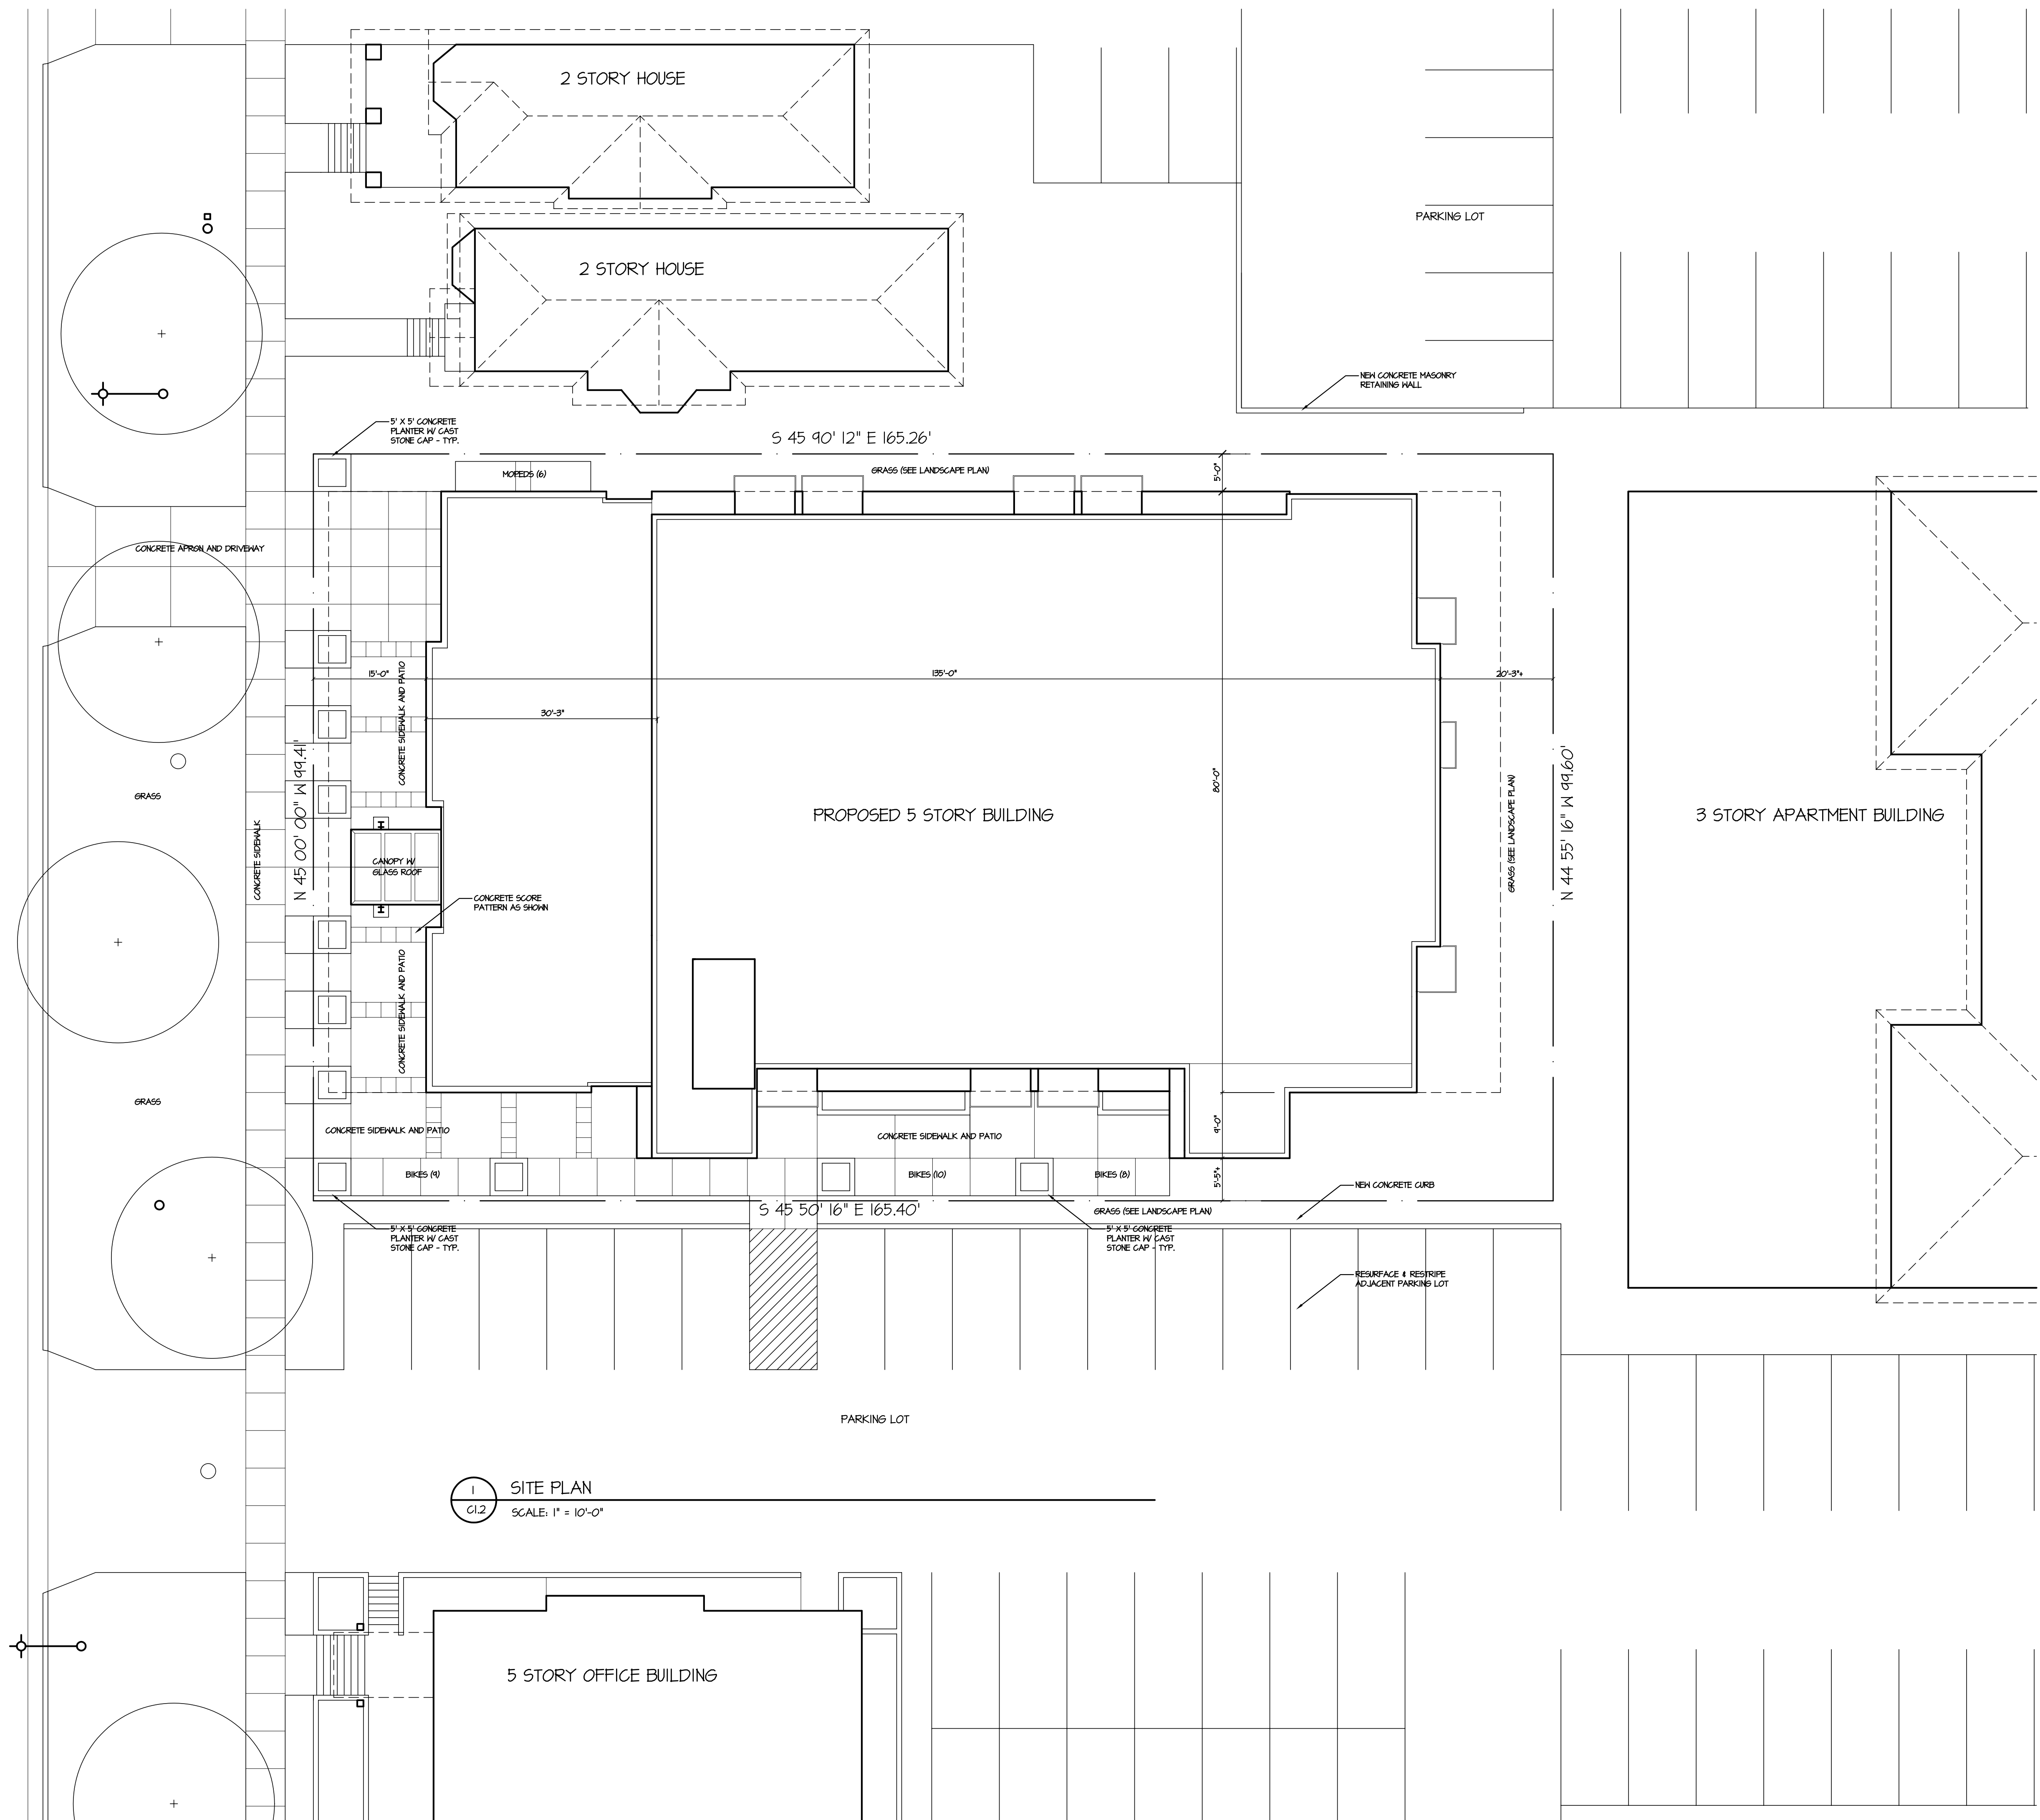 2 STORY HOUSE
PARKING LOT
2 STORY HOUSE
NEW CONCRETE MASONRY
RETAINING WALL
5' X 5' CONCRETE
PLANTER W/ CAST
STONE CAP - TYP.
S 45 90' 12" E 165.26'
MOPEDS (6)
GRASS (SEE LANDSCAPE PLAN)
5'-0"
CONCRETE APRON AND DRIVEWAY
15'-0"
135'-0"
20'-3"±
CONCRETE SIDEWALK AND PATIO
30'-3"
N 45 00' 00" W 99.41'
80'-0"
GRASS
CONCRETE SIDEWALK
PROPOSED 5 STORY BUILDING
GRASS (SEE LANDSCAPE PLAN)
N 44 55' 16" W 99.60'
3 STORY APARTMENT BUILDING
H
CANOPY W/
GLASS ROOF
H
CONCRETE SCORE
PATTERN AS SHOWN
CONCRETE SIDEWALK AND PATIO
GRASS
CONCRETE SIDEWALK AND PATIO
CONCRETE SIDEWALK AND PATIO
9'-0"
BIKES (9)
BIKES (10)
BIKES (8)
5'-5"±
NEW CONCRETE CURB
S 45 50' 16" E 165.40'
GRASS (SEE LANDSCAPE PLAN)
5' X 5' CONCRETE
PLANTER W/ CAST
STONE CAP - TYP.
5' X 5' CONCRETE
PLANTER W/ CAST
STONE CAP - TYP.
RESURFACE & RESTRIPE
ADJACENT PARKING LOT
PARKING LOT
1
C1.2
SITE PLAN
SCALE: 1" = 10'-0"
5 STORY OFFICE BUILDING